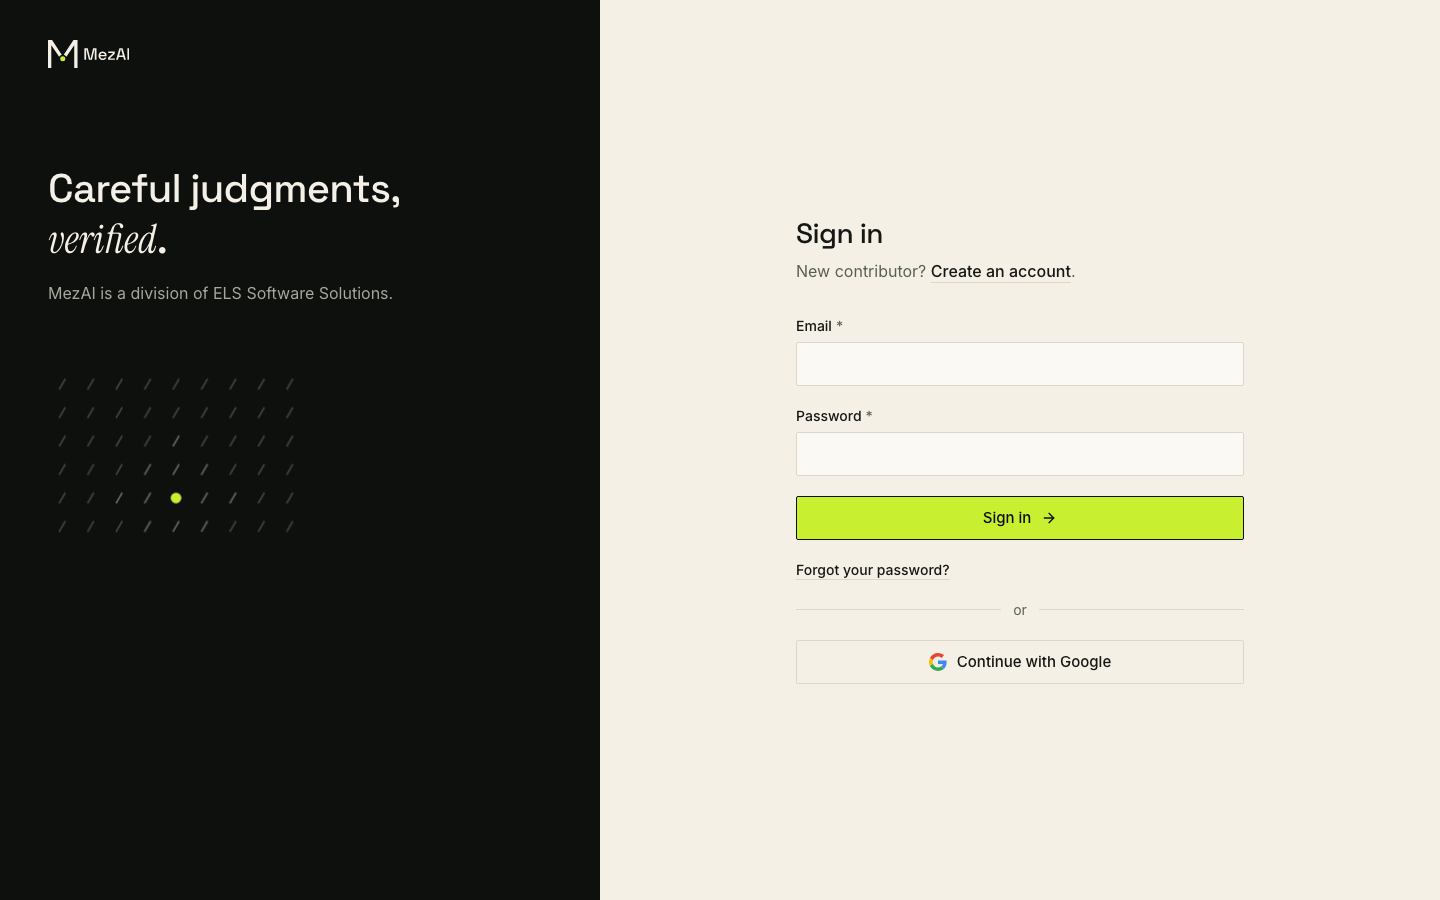 MezAI
Careful judgments,
verified.
MezAI is a division of ELS Software Solutions.
Sign in
New contributor? Create an account.
Email *
Password *
Sign in →
Forgot your password?
or
Continue with Google